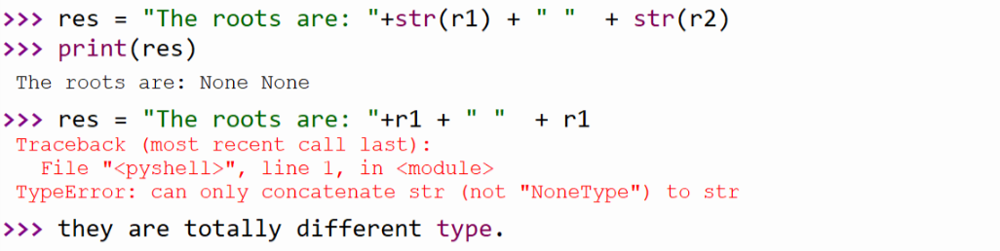 >>> res = "The roots are: "+str(r1) + " "  + str(r2)
>>> print(res)
The roots are: None None
>>> res = "The roots are: "+r1 + " "  + r1
Traceback (most recent call last):
  File "<pyshell>", line 1, in <module>
TypeError: can only concatenate str (not "NoneType") to str
>>> they are totally different type.